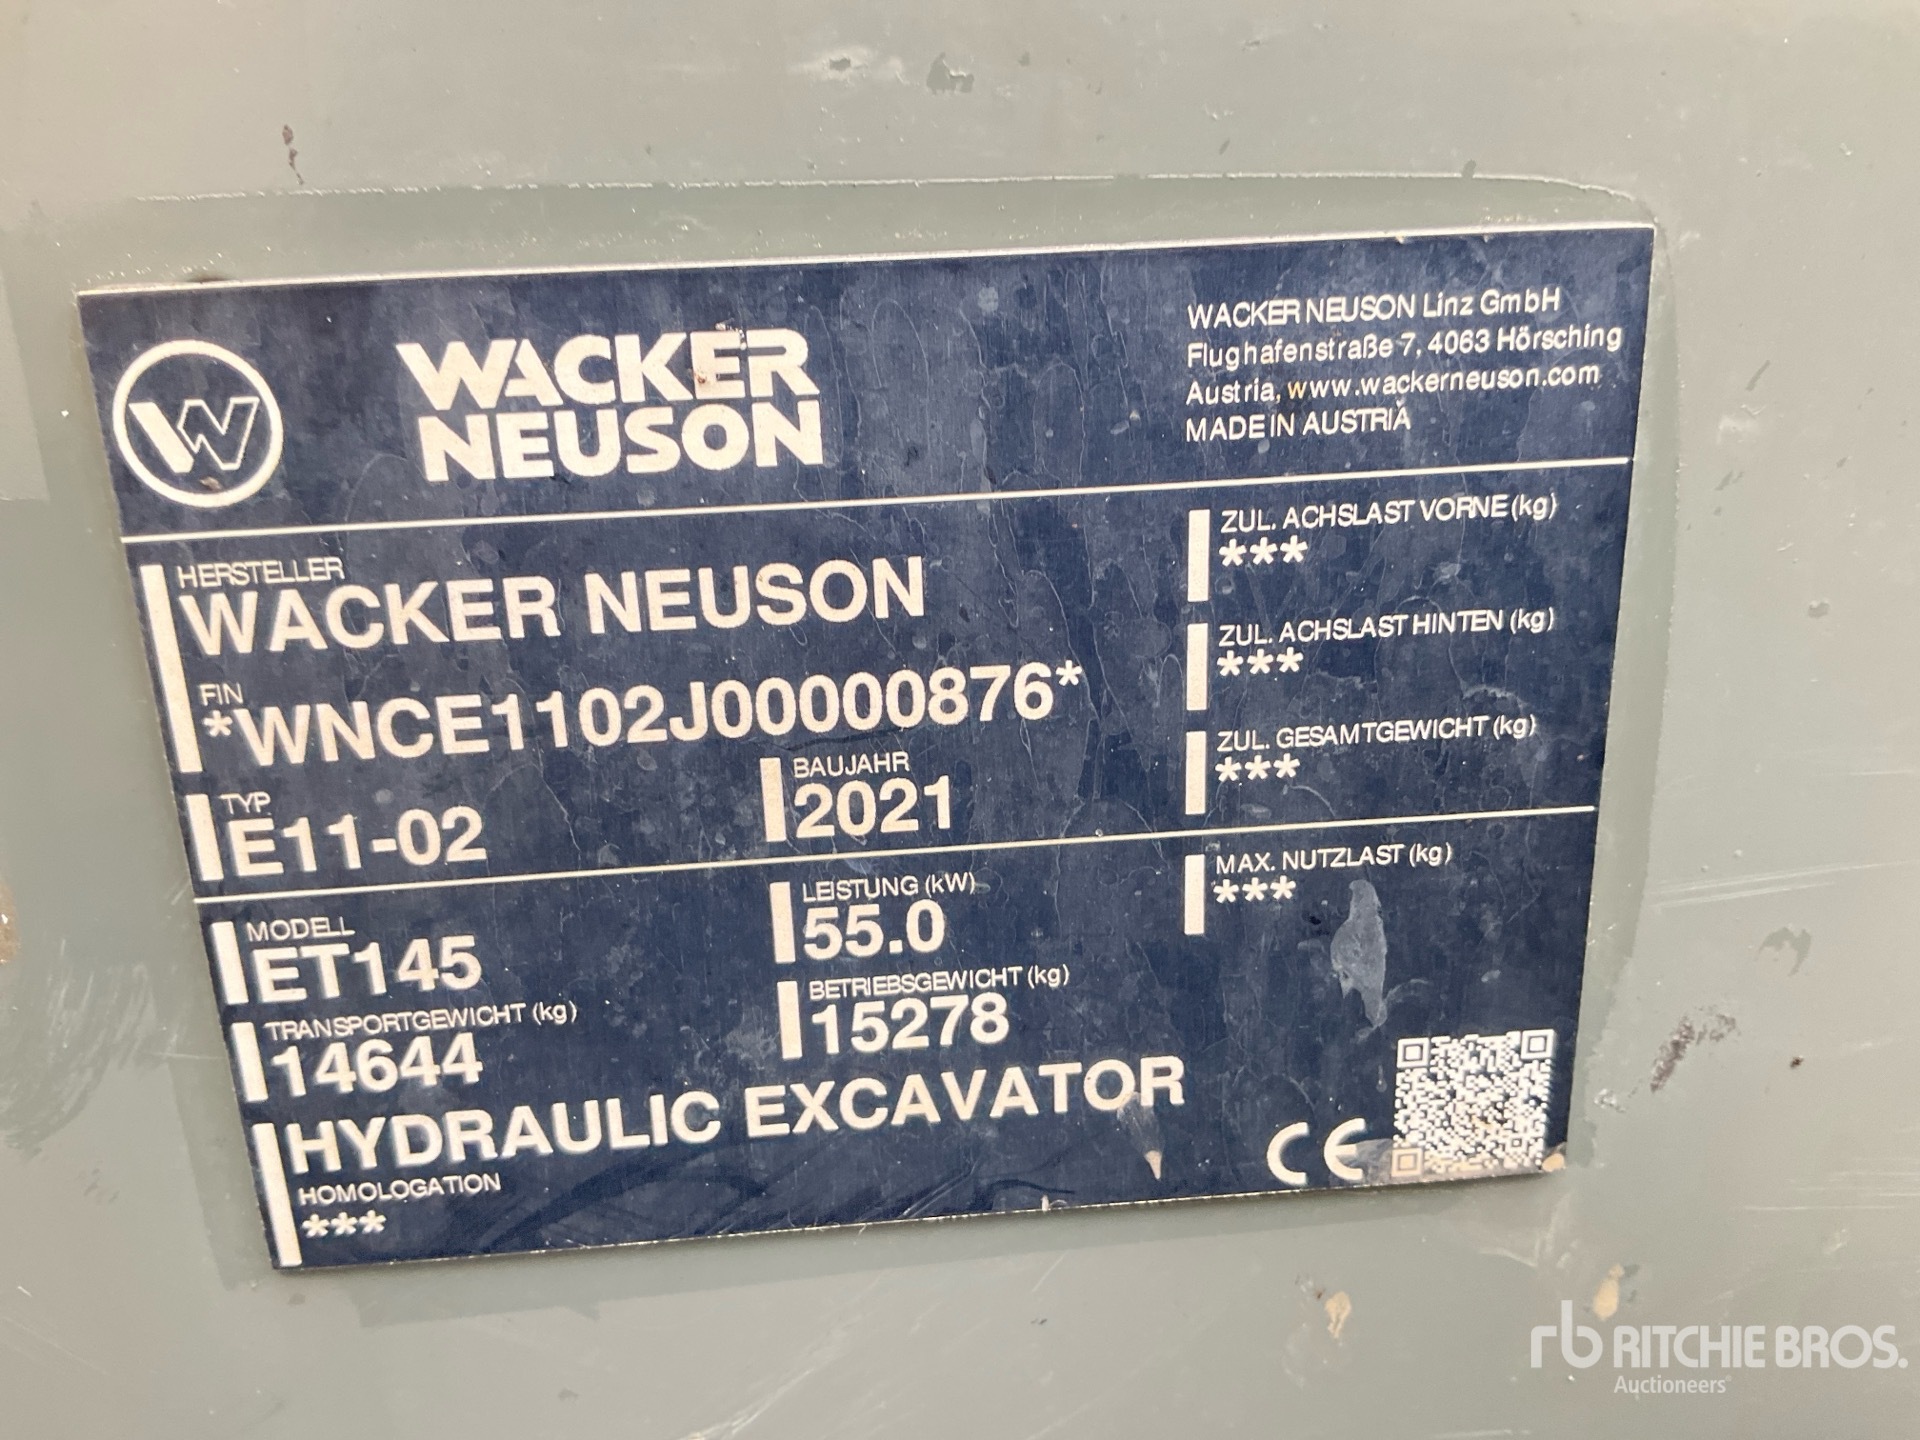 WACKER
NEUSON
WACKER NEUSON Linz GmbH
Flughafenstraße 7, 4063 Hörsching
Austria, www.wackerneuson.com
MADE IN AUSTRIA
HERSTELLER
WACKER NEUSON
FIN
*WNCE1102J00000876*
TYP
E11-02
BAUJAHR
2021
MODELL
ET145
LEISTUNG (kW)
55.0
TRANSPORTGEWICHT (kg)
14644
BETRIEBSGEWICHT (kg)
15278
HYDRAULIC EXCAVATOR
HOMOLOGATION
***
ZUL. ACHSLAST VORNE (kg)
***
ZUL. ACHSLAST HINTEN (kg)
***
ZUL. GESAMTGEWICHT (kg)
***
MAX. NUTZLAST (kg)
***
CE
rb RITCHIE BROS.
Auctioneers